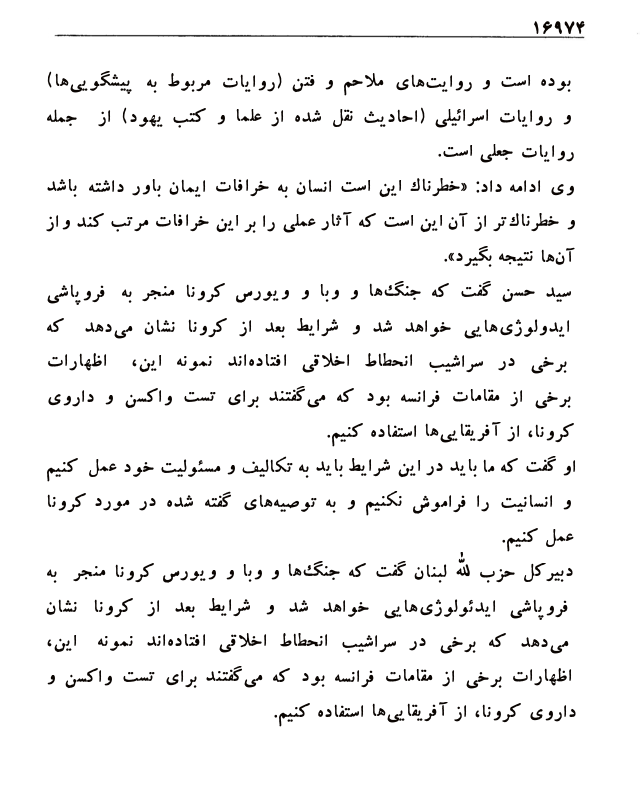 ۱۶۹۷۴
بوده است و روایت‌های ملاحم و فتن (روایات مربوط به پیشگویی‌ها)
و روایات اسرائیلی (احادیث نقل شده از علما و کتب یهود) از جمله
روایات جعلی است.
وی ادامه داد: «خطرناك این است انسان به خرافات ایمان باور داشته باشد
و خطرناك‌تر از آن این است که آثار عملی را بر این خرافات مرتب کند و از
آن‌ها نتیجه بگیرد».
سید حسن گفت که جنگ‌ها و وبا و ویورس کرونا منجر به فروپاشی
ایدولوژی‌هایی خواهد شد و شرایط بعد از کرونا نشان می‌دهد که
برخی در سراشیب انحطاط اخلاقی افتاده‌اند نمونه این، اظهارات
برخی از مقامات فرانسه بود که می‌گفتند برای تست واکسن و داروی
کرونا، از آفریقایی‌ها استفاده کنیم.
او گفت که ما باید در این شرایط باید به تکالیف و مسئولیت خود عمل کنیم
و انسانیت را فراموش نکنیم و به توصیه‌های گفته شده در مورد کرونا
عمل کنیم.
دبیرکل حزب لله لبنان گفت که جنگ‌ها و وبا و ویورس کرونا منجر به
فروپاشی ایدئولوژی‌هایی خواهد شد و شرایط بعد از کرونا نشان
می‌دهد که برخی در سراشیب انحطاط اخلاقی افتاده‌اند نمونه این،
اظهارات برخی از مقامات فرانسه بود که می‌گفتند برای تست واکسن و
داروی کرونا، از آفریقایی‌ها استفاده کنیم.